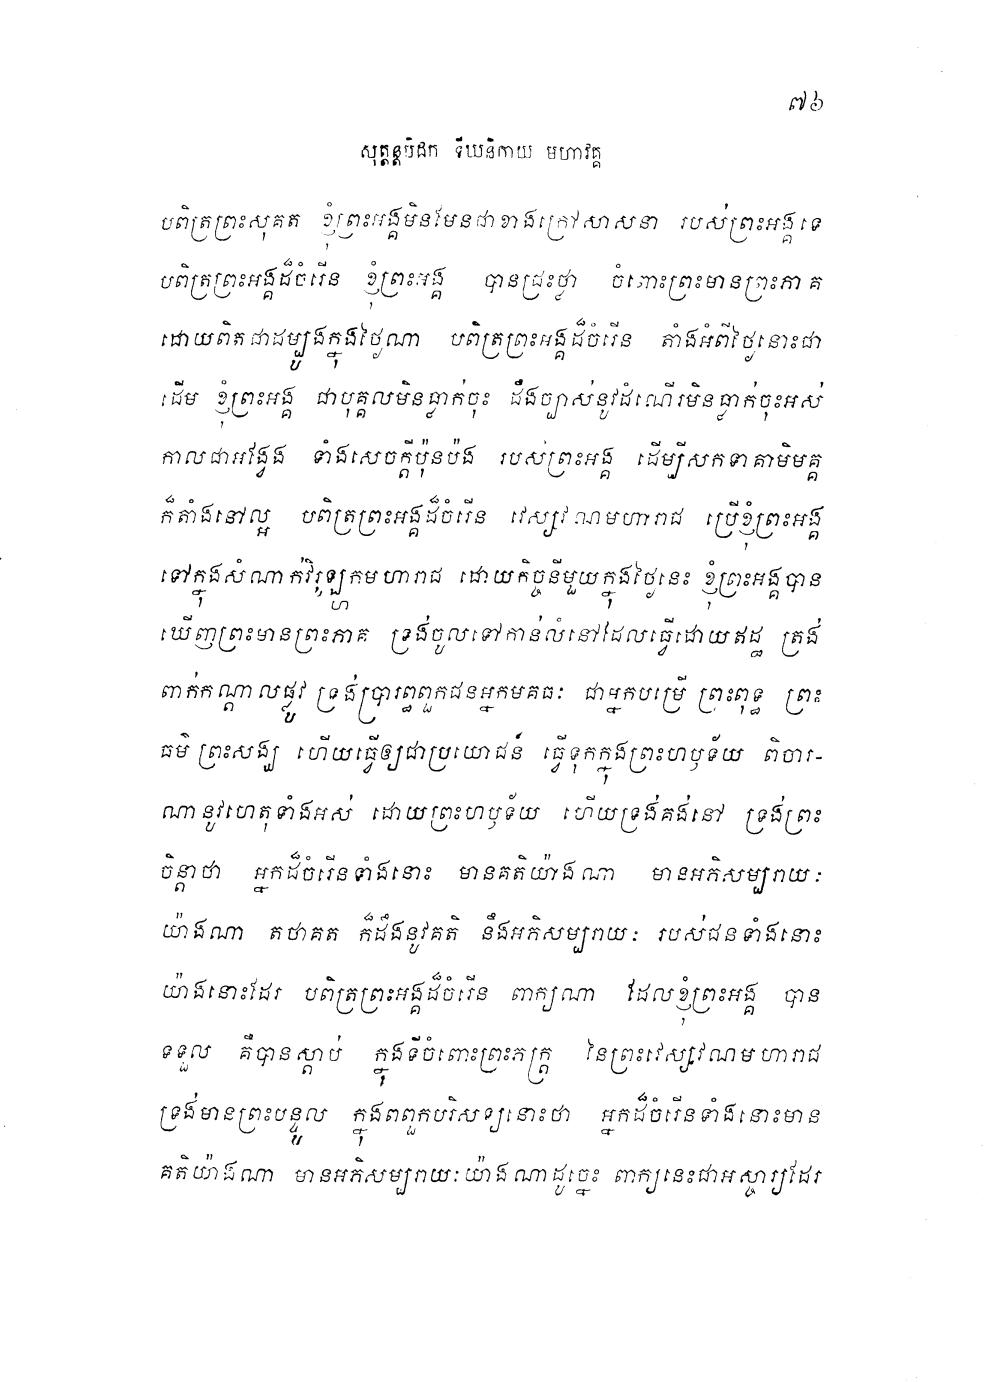 ៧៦
សុត្តន្តបិដក ទីឃនិកាយ មហាវគ្គ
បពិត្រព្រះសុគត ខ្ញុំព្រះអង្គមិនមែនជាខាងក្រៅសាសនា របស់ព្រះអង្គទេ
បពិត្រព្រះអង្គដ៏ចំរើន ខ្ញុំព្រះអង្គ បានជ្រះថ្លា ចំពោះព្រះមានព្រះភាគ
ដោយពិតជាដម្បូងក្នុងថ្ងៃណា បពិត្រព្រះអង្គដ៏ចំរើន តាំងអំពីថ្ងៃនោះជា
ដើម ខ្ញុំព្រះអង្គ ជាបុគ្គលមិនធ្លាក់ចុះ ដឹងច្បាស់នូវដំណើរមិនធ្លាក់ចុះអស់
កាលជាអង្វែង ទាំងសេចក្តីប៉ុនប៉ង របស់ព្រះអង្គ ដើម្បីសកទាគាមិមគ្គ
ក៏តាំងនៅល្អ បពិត្រព្រះអង្គដ៏ចំរើន វេស្សវណមហារាជ ប្រើខ្ញុំព្រះអង្គ
ទៅក្នុងសំណាក់វិរូឡ្ហកមហារាជ ដោយកិច្ចនីមួយក្នុងថ្ងៃនេះ ខ្ញុំព្រះអង្គបាន
ឃើញព្រះមានព្រះភាគ ទ្រង់ចូលទៅកាន់លំនៅដែលធ្វើដោយឥដ្ឋ ត្រង់
ពាក់កណ្តាលផ្លូវ ទ្រង់ប្រារព្ធពួកជនអ្នកមគធៈ ជាអ្នកបម្រើ ព្រះពុទ្ធ ព្រះ
ធម៌ ព្រះសង្ឃ ហើយធ្វើឲ្យជាប្រយោជន៍ ធ្វើទុកក្នុងព្រះហឫទ័យ ពិចារ-
ណានូវហេតុទាំងអស់ ដោយព្រះហឫទ័យ ហើយទ្រង់គង់នៅ ទ្រង់ព្រះ
ចិន្តាថា អ្នកដ៏ចំរើនទាំងនោះ មានគតិយ៉ាងណា មានអភិសម្បរាយៈ
យ៉ាងណា តថាគត ក៏ដឹងនូវគតិ នឹងអភិសម្បរាយៈ របស់ជនទាំងនោះ
យ៉ាងនោះដែរ បពិត្រព្រះអង្គដ៏ចំរើន ពាក្យណា ដែលខ្ញុំព្រះអង្គ បាន
ទទួល គឺបានស្តាប់ ក្នុងទីចំពោះព្រះភក្ត្រ នៃព្រះវេស្សវណមហារាជ
ទ្រង់មានព្រះបន្ទូល ក្នុងពពួកបរិសទ្យនោះថា អ្នកដ៏ចំរើនទាំងនោះមាន
គតិយ៉ាងណា មានអភិសម្បរាយៈយ៉ាងណាដូច្នេះ ពាក្យនេះជាអស្ចារ្យដែរ